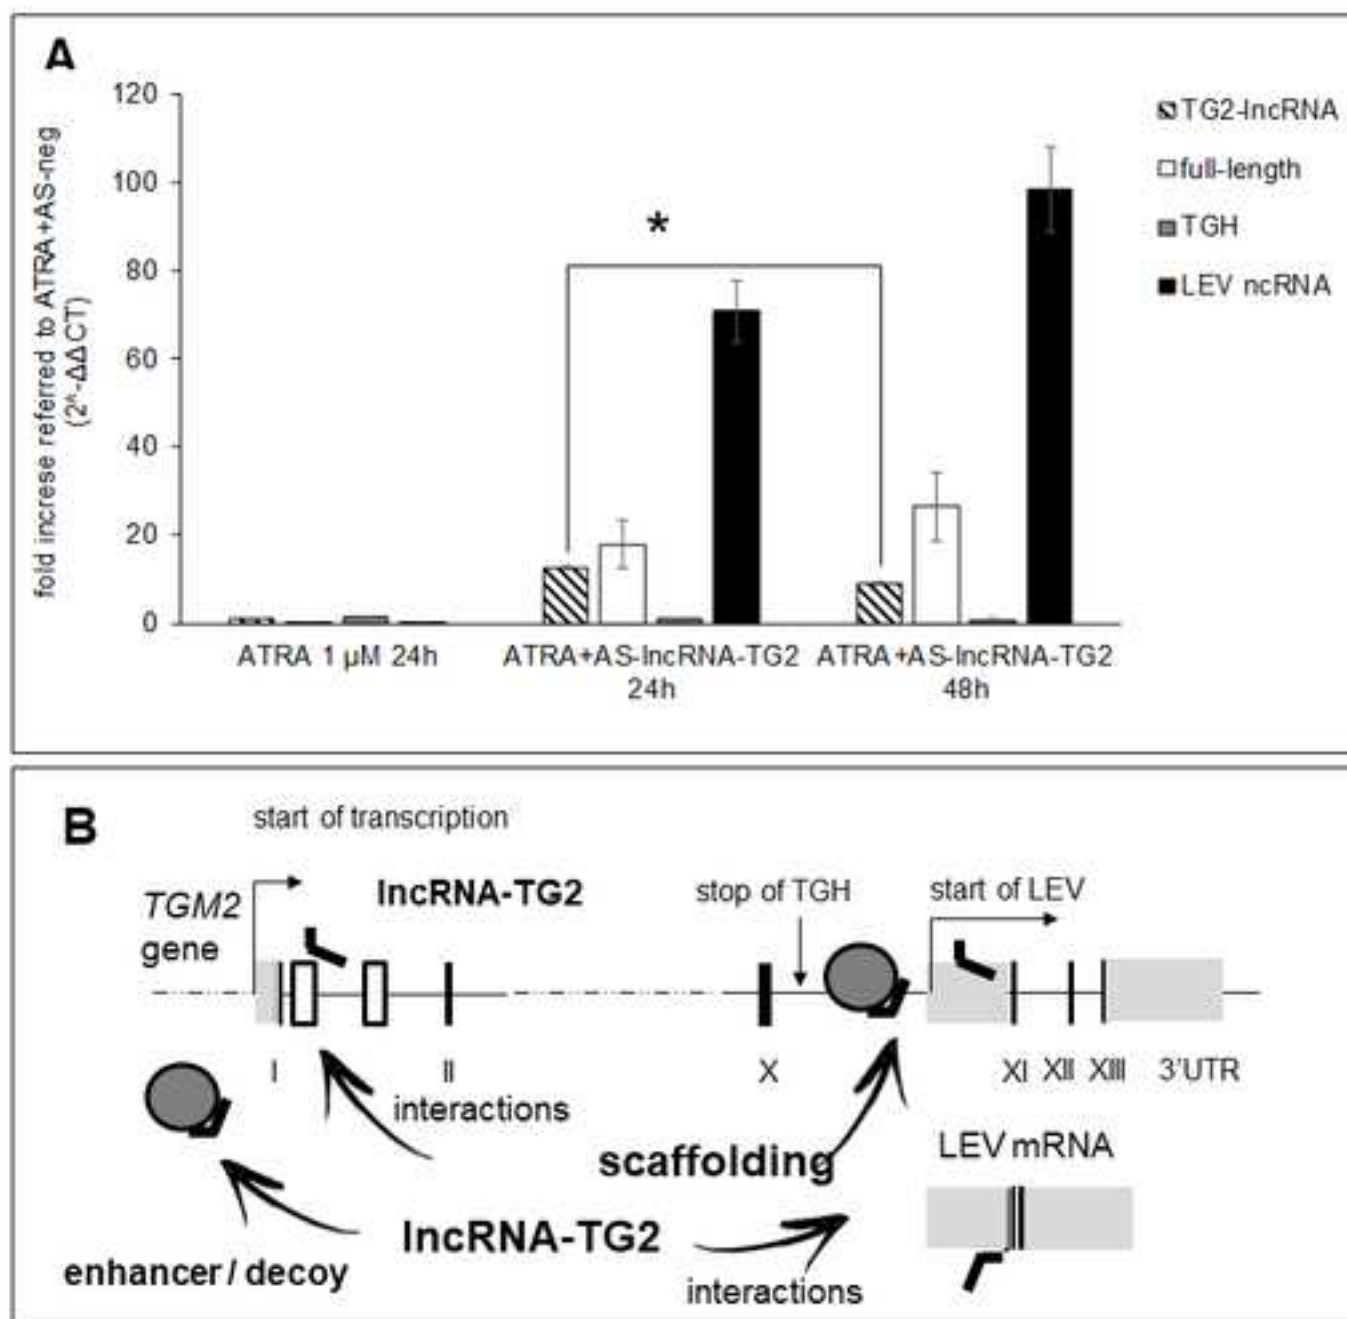 A
fold increse referred to ATRA+AS-neg
(2^-ΔΔCT)
120
100
80
60
40
20
0
*
TG2-lncRNA
full-length
TGH
LEV ncRNA
ATRA 1 µM 24h
ATRA+AS-lncRNA-TG2
24h
ATRA+AS-lncRNA-TG2
48h
B
start of transcription
TGM2
gene
lncRNA-TG2
stop of TGH
start of LEV
I
II
X
XI XII XIII 3'UTR
interactions
scaffolding
LEV mRNA
lncRNA-TG2
enhancer / decoy
interactions